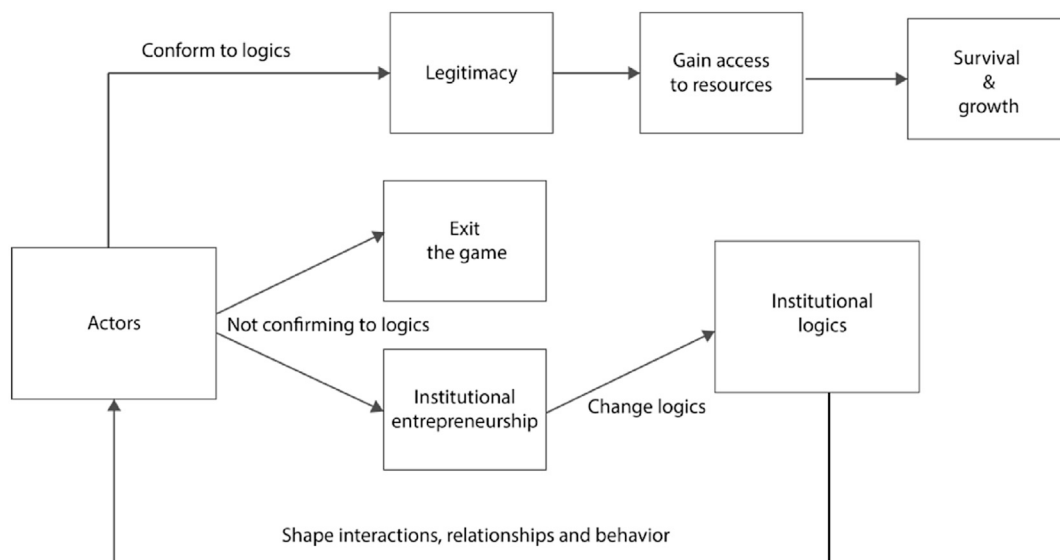 Conform to logics
Legitimacy
Gain access
to resources
Survival
&
growth
Exit
the game
Actors
Not confirming to logics
Institutional
logics
Institutional
entrepreneurship
Change logics
Shape interactions, relationships and behavior